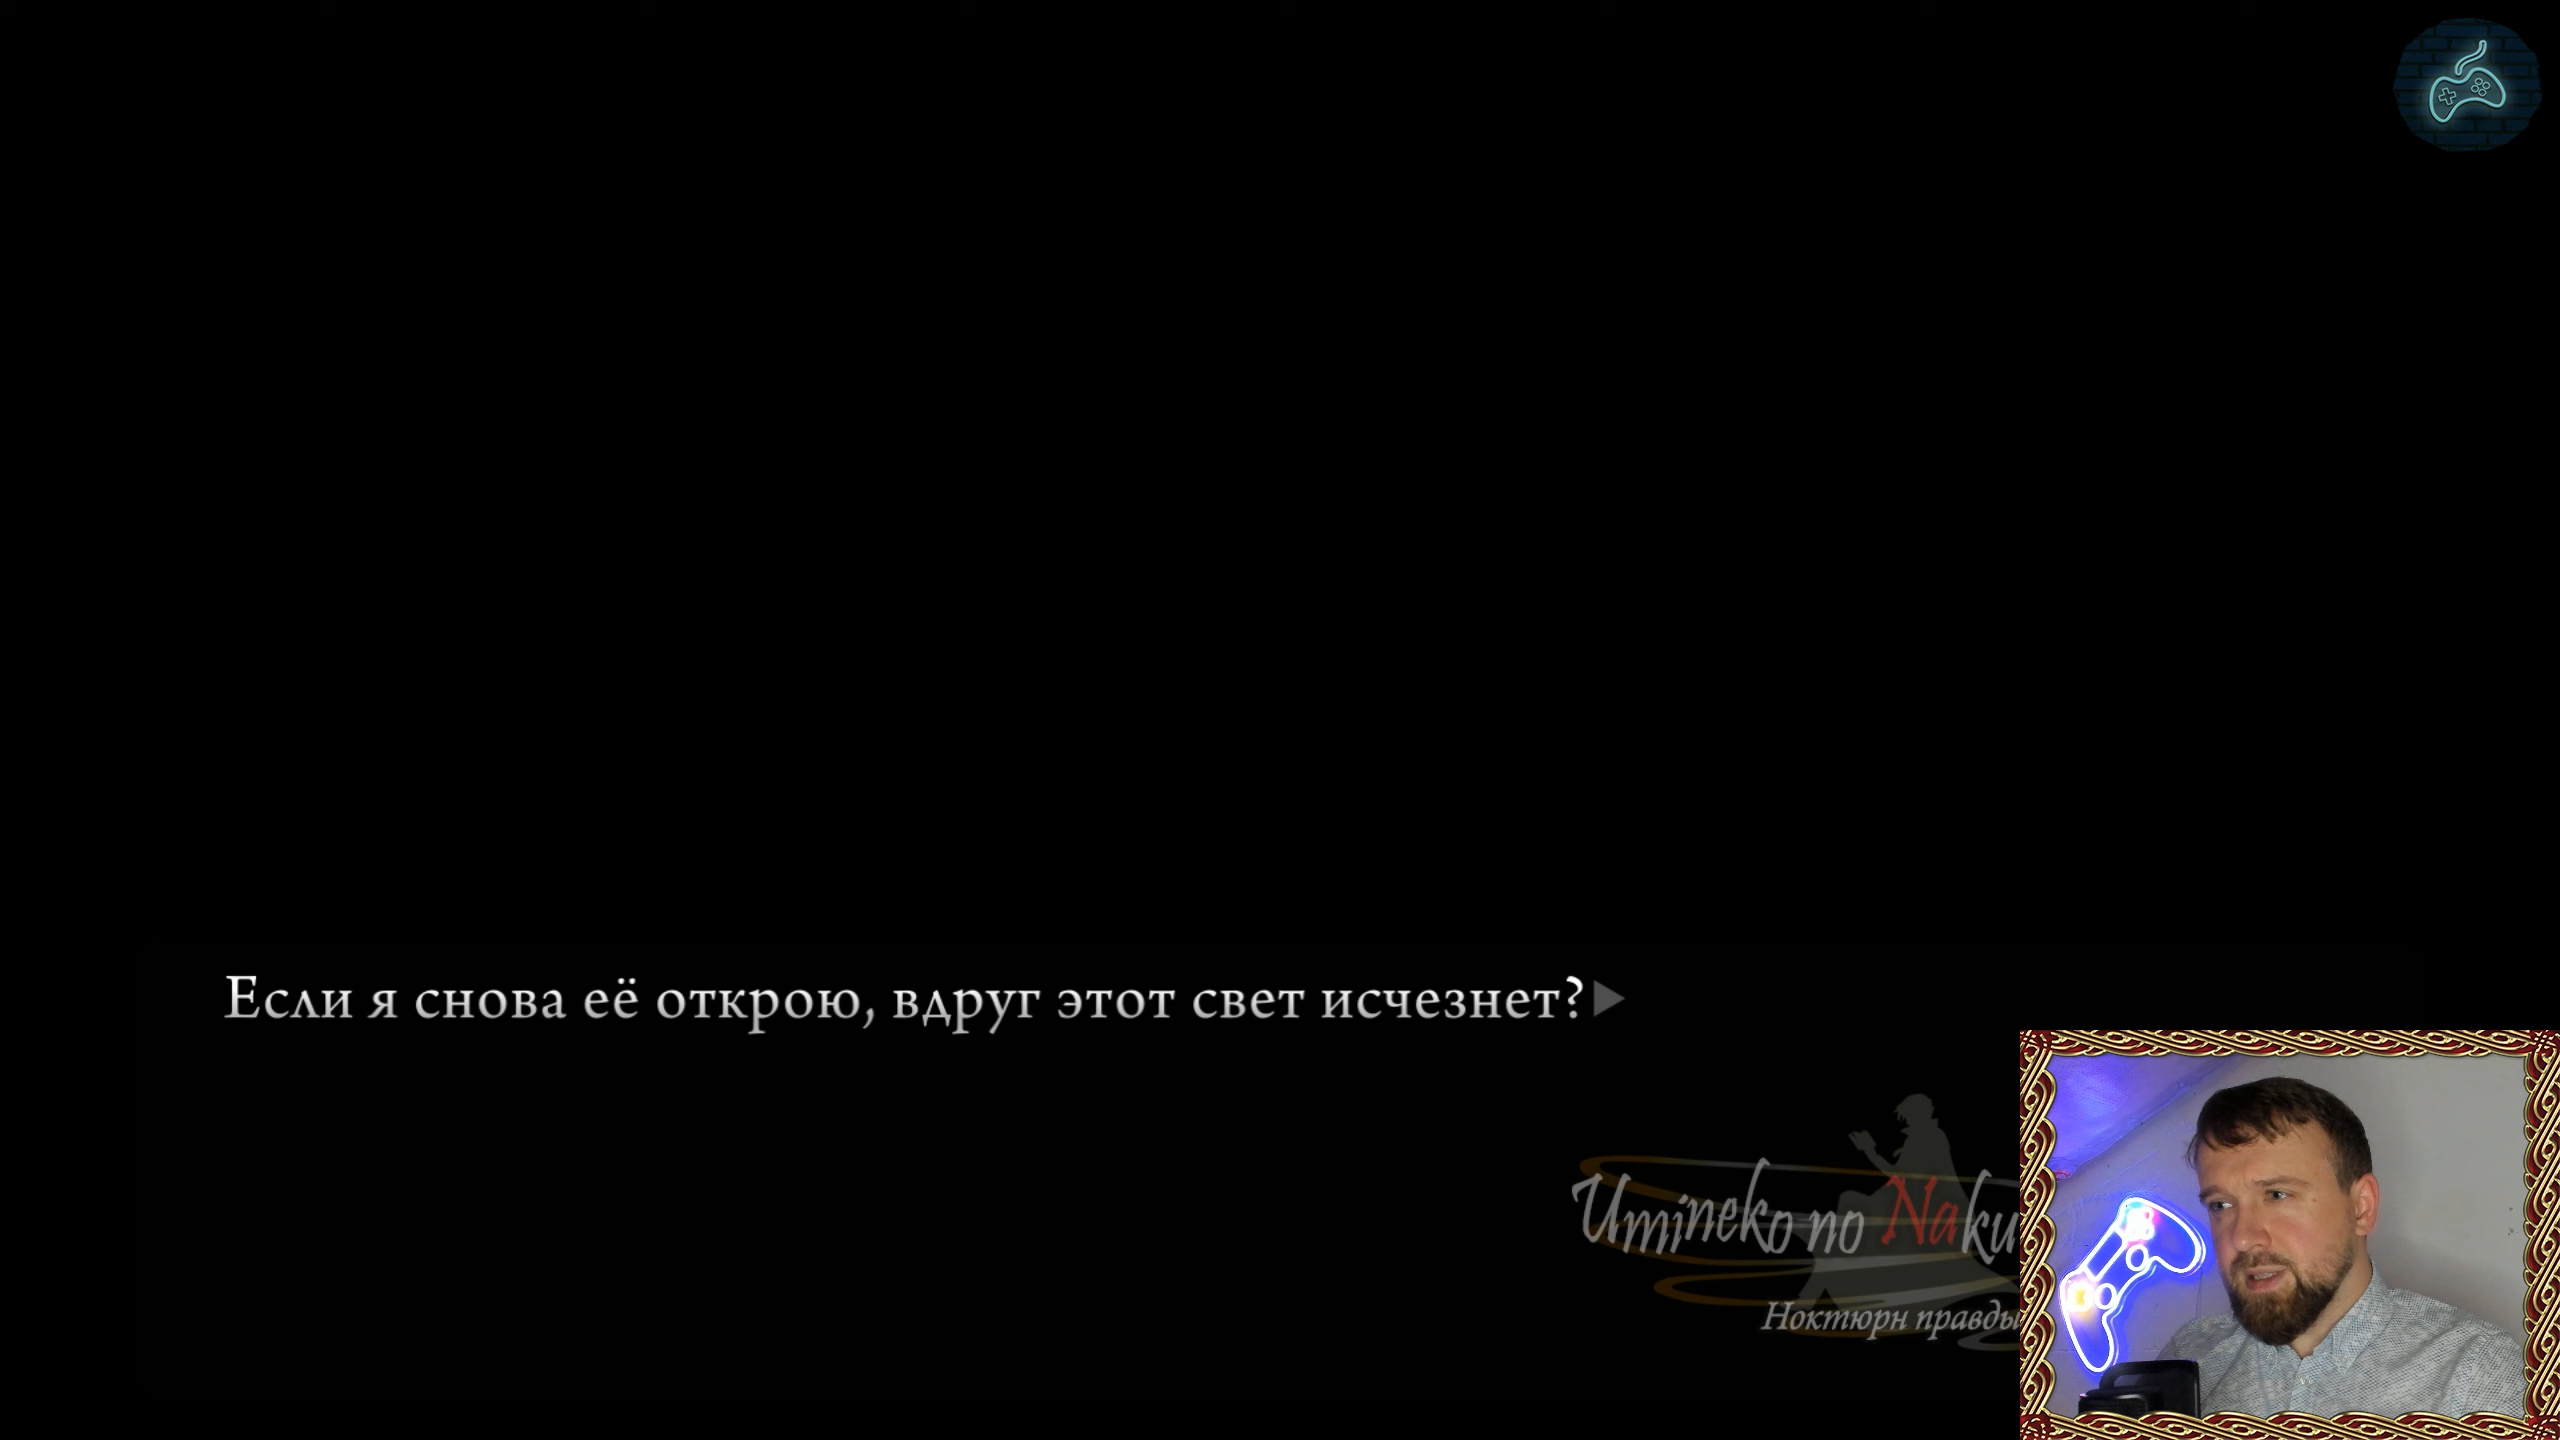 Если я снова её открою, вдруг этот свет исчезнет?
Umineko no Naku
Ноктюрн правды